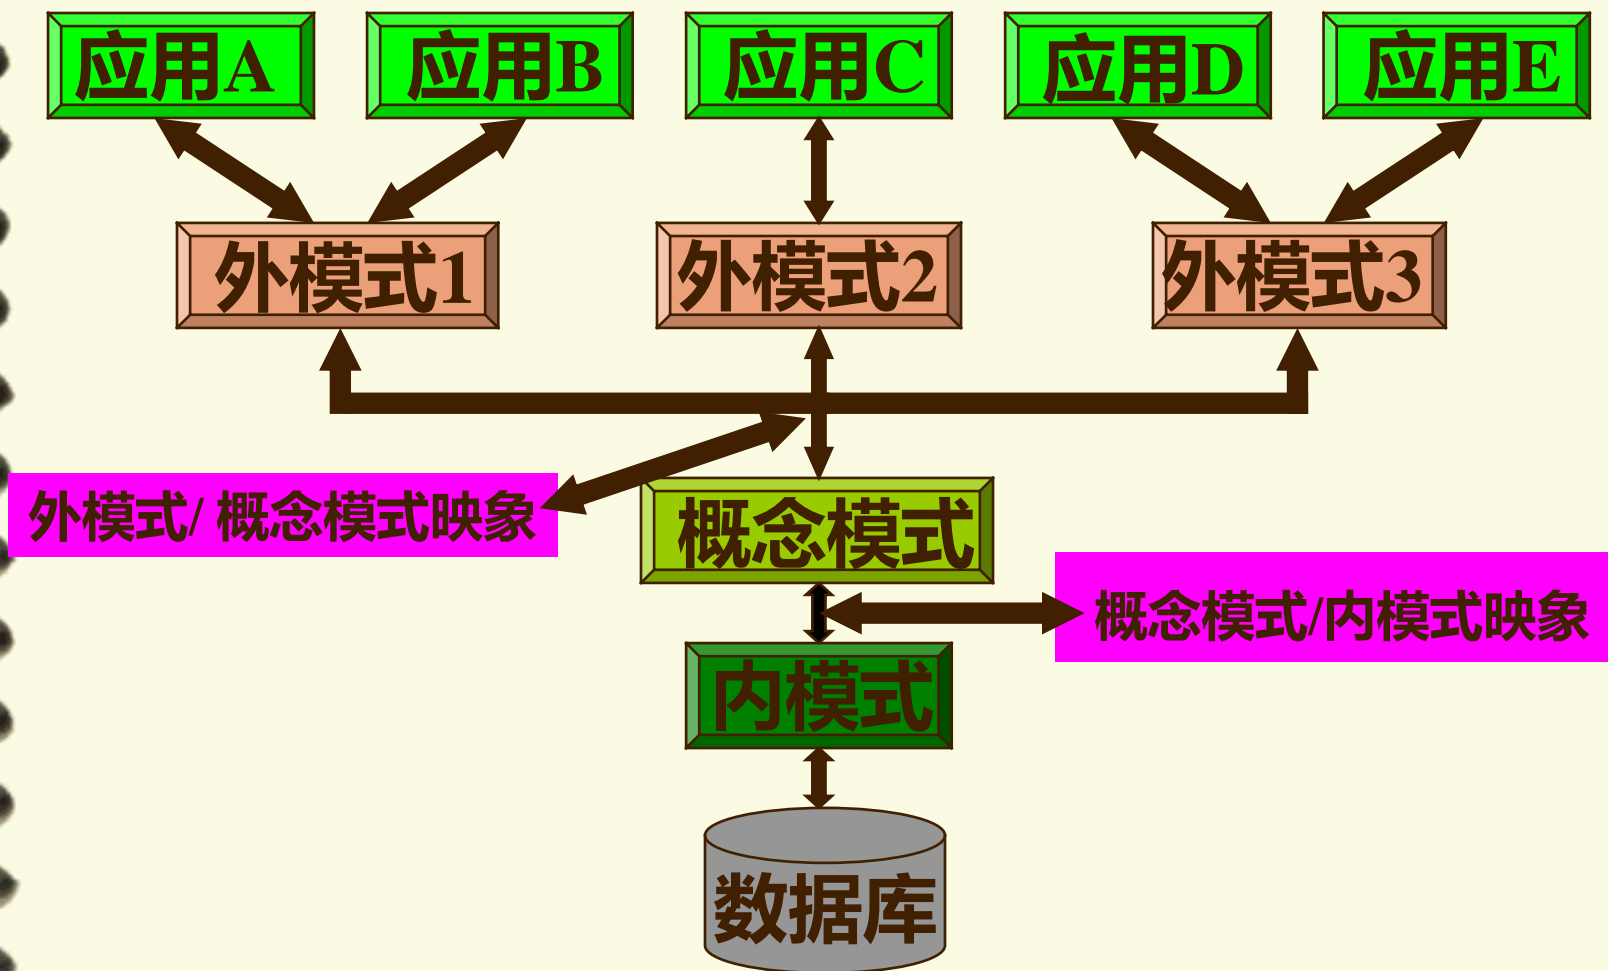 应用A
应用B
应用C
应用D
应用E
外模式1
外模式2
外模式3
外模式/ 概念模式映象
概念模式
概念模式/内模式映象
内模式
数据库